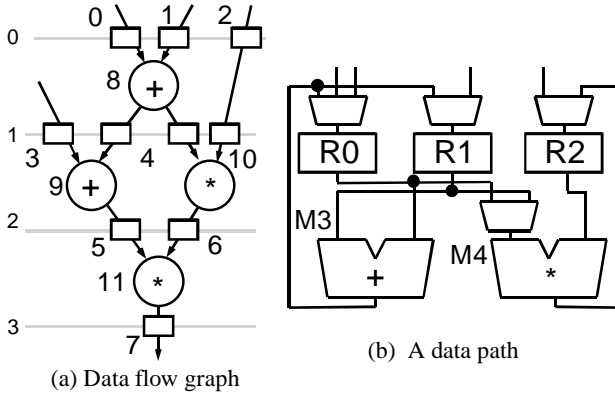 0 1 2
0
8 +
1
3 4 10
9 + *
2
5 6
11 *
3
7
(a) Data flow graph
R0 R1 R2
M3
M4
+ *
(b) A data path